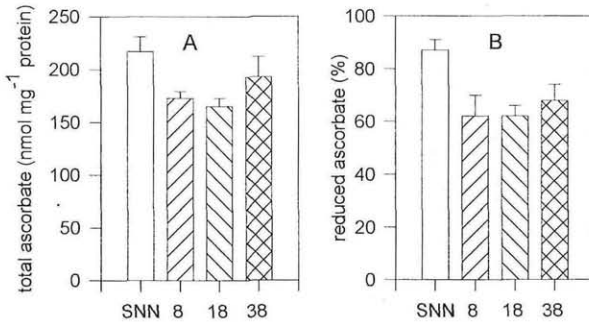 total ascorbate (nmol mg⁻¹ protein)
250
200
150
100
50
0
A
SNN 8 18 38
reduced ascorbate (%)
100
80
60
40
20
0
B
SNN 8 18 38